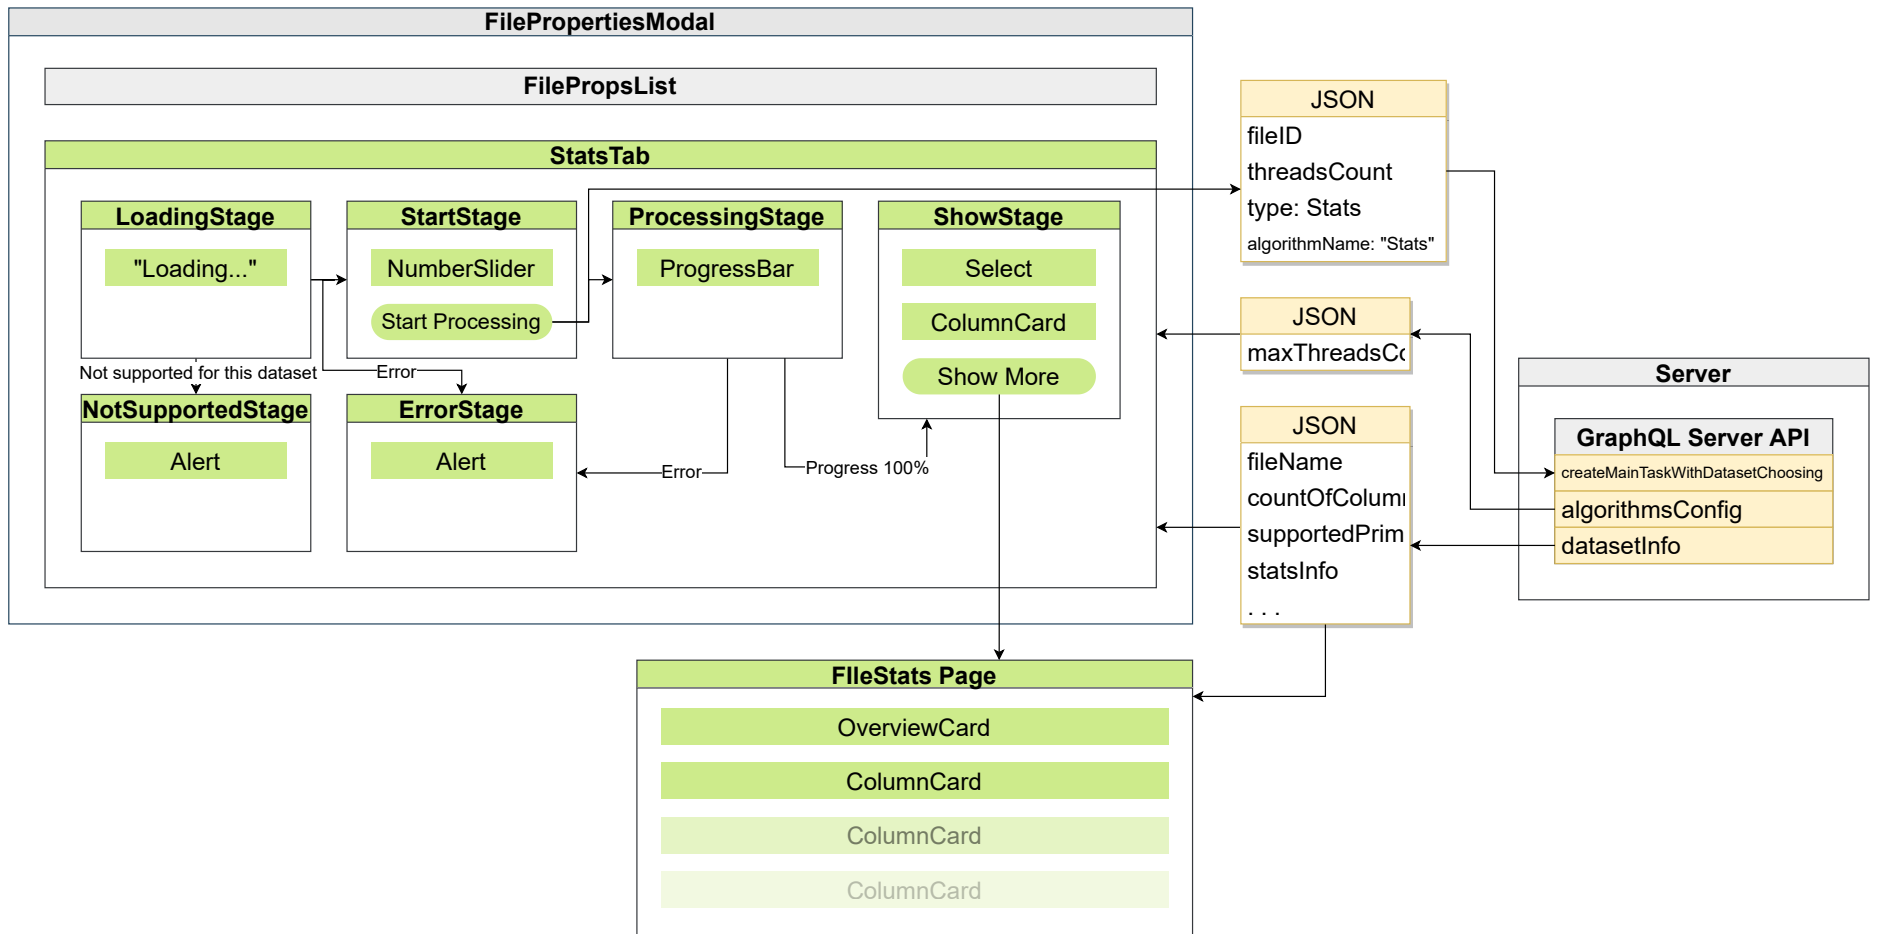 FilePropertiesModal
FilePropsList
StatsTab
LoadingStage
"Loading..."
StartStage
NumberSlider
Start Processing
ProcessingStage
ProgressBar
ShowStage
Select
ColumnCard
Show More
Not supported for this dataset
Error
NotSupportedStage
Alert
ErrorStage
Alert
Error
Progress 100%
JSON
fileID
threadsCount
type: Stats
algorithmName: "Stats"
JSON
maxThreadsCo
JSON
fileName
countOfColum
supportedPrim
statsInfo
. . .
Server
GraphQL Server API
createMainTaskWithDatasetChoosing
algorithmsConfig
datasetInfo
FIleStats Page
OverviewCard
ColumnCard
ColumnCard
ColumnCard